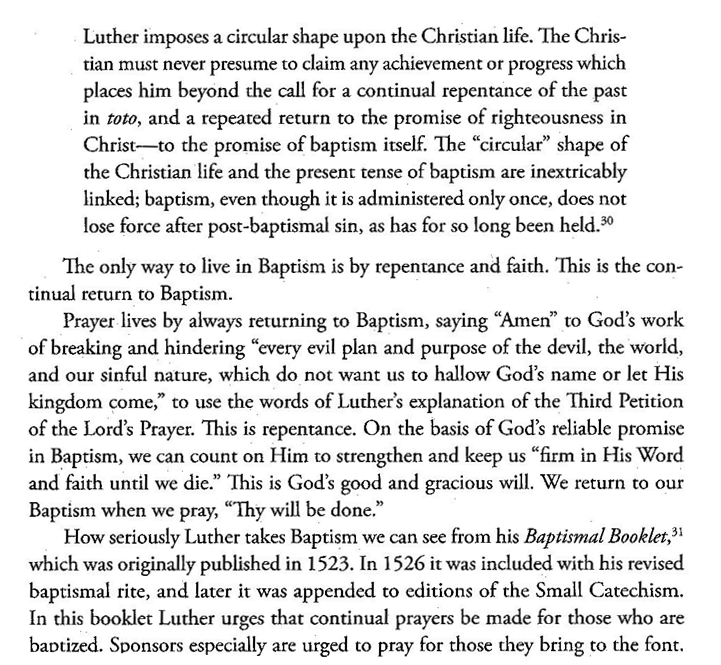 Luther imposes a circular shape upon the Christian life. The Chris-
tian must never presume to claim any achievement or progress which
places him beyond the call for a continual repentance of the past
in toto, and a repeated return to the promise of righteousness in
Christ—to the promise of baptism itself. The “circular” shape of
the Christian life and the present tense of baptism are inextricably
linked; baptism, even though it is administered only once, does not
lose force after post-baptismal sin, as has for so long been held.30
The only way to live in Baptism is by repentance and faith. This is the con-
tinual return to Baptism.
Prayer lives by always returning to Baptism, saying “Amen” to God’s work
of breaking and hindering “every evil plan and purpose of the devil, the world,
and our sinful nature, which do not want us to hallow God’s name or let His
kingdom come,” to use the words of Luther’s explanation of the Third Petition
of the Lord’s Prayer. This is repentance. On the basis of God’s reliable promise
in Baptism, we can count on Him to strengthen and keep us “firm in His Word
and faith until we die.” This is God’s good and gracious will. We return to our
Baptism when we pray, “Thy will be done.”
How seriously Luther takes Baptism we can see from his Baptismal Booklet,31
which was originally published in 1523. In 1526 it was included with his revised
baptismal rite, and later it was appended to editions of the Small Catechism.
In this booklet Luther urges that continual prayers be made for those who are
baptized. Sponsors especially are urged to pray for those they bring to the font.